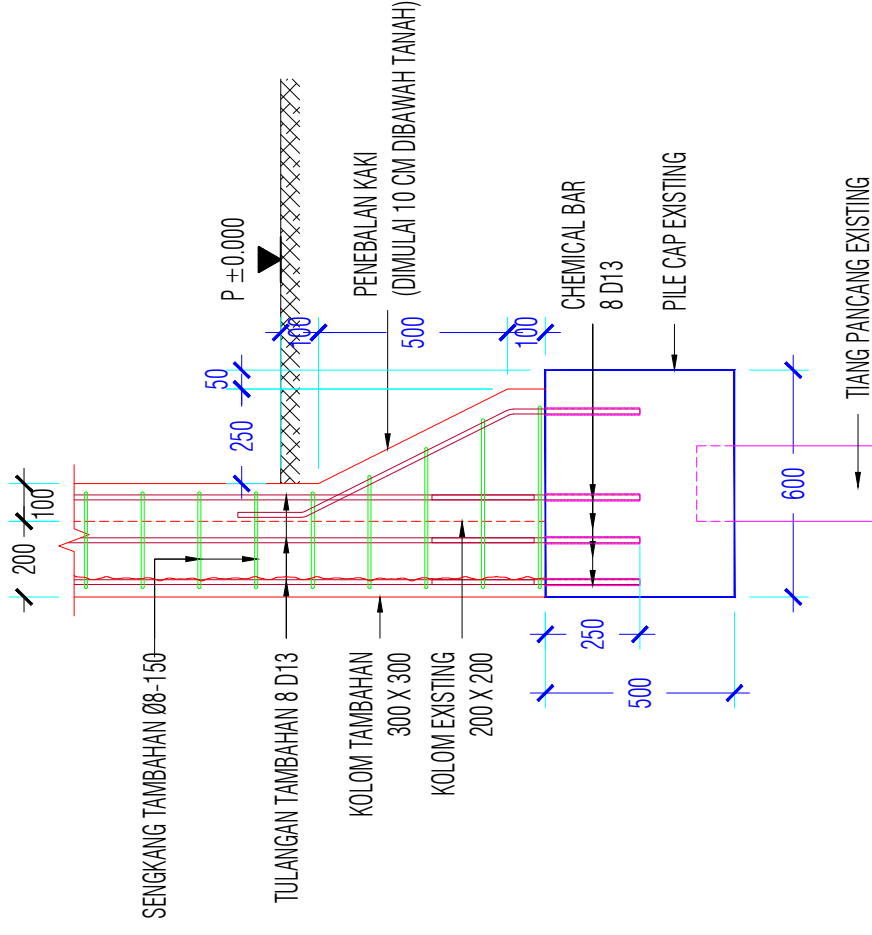 SENGKANG TAMBAHAN Ø8-150
TULANGAN TAMBAHAN 8 D13
KOLOM TAMBAHAN
300 X 300
KOLOM EXISTING
200 X 200
200
100
250
50
P ±0.000
100
500
100
PENEBALAN KAKI
(DIMULAI 10 CM DIBAWAH TANAH)
CHEMICAL BAR
8 D13
PILE CAP EXISTING
TIANG PANCANG EXISTING
250
500
600